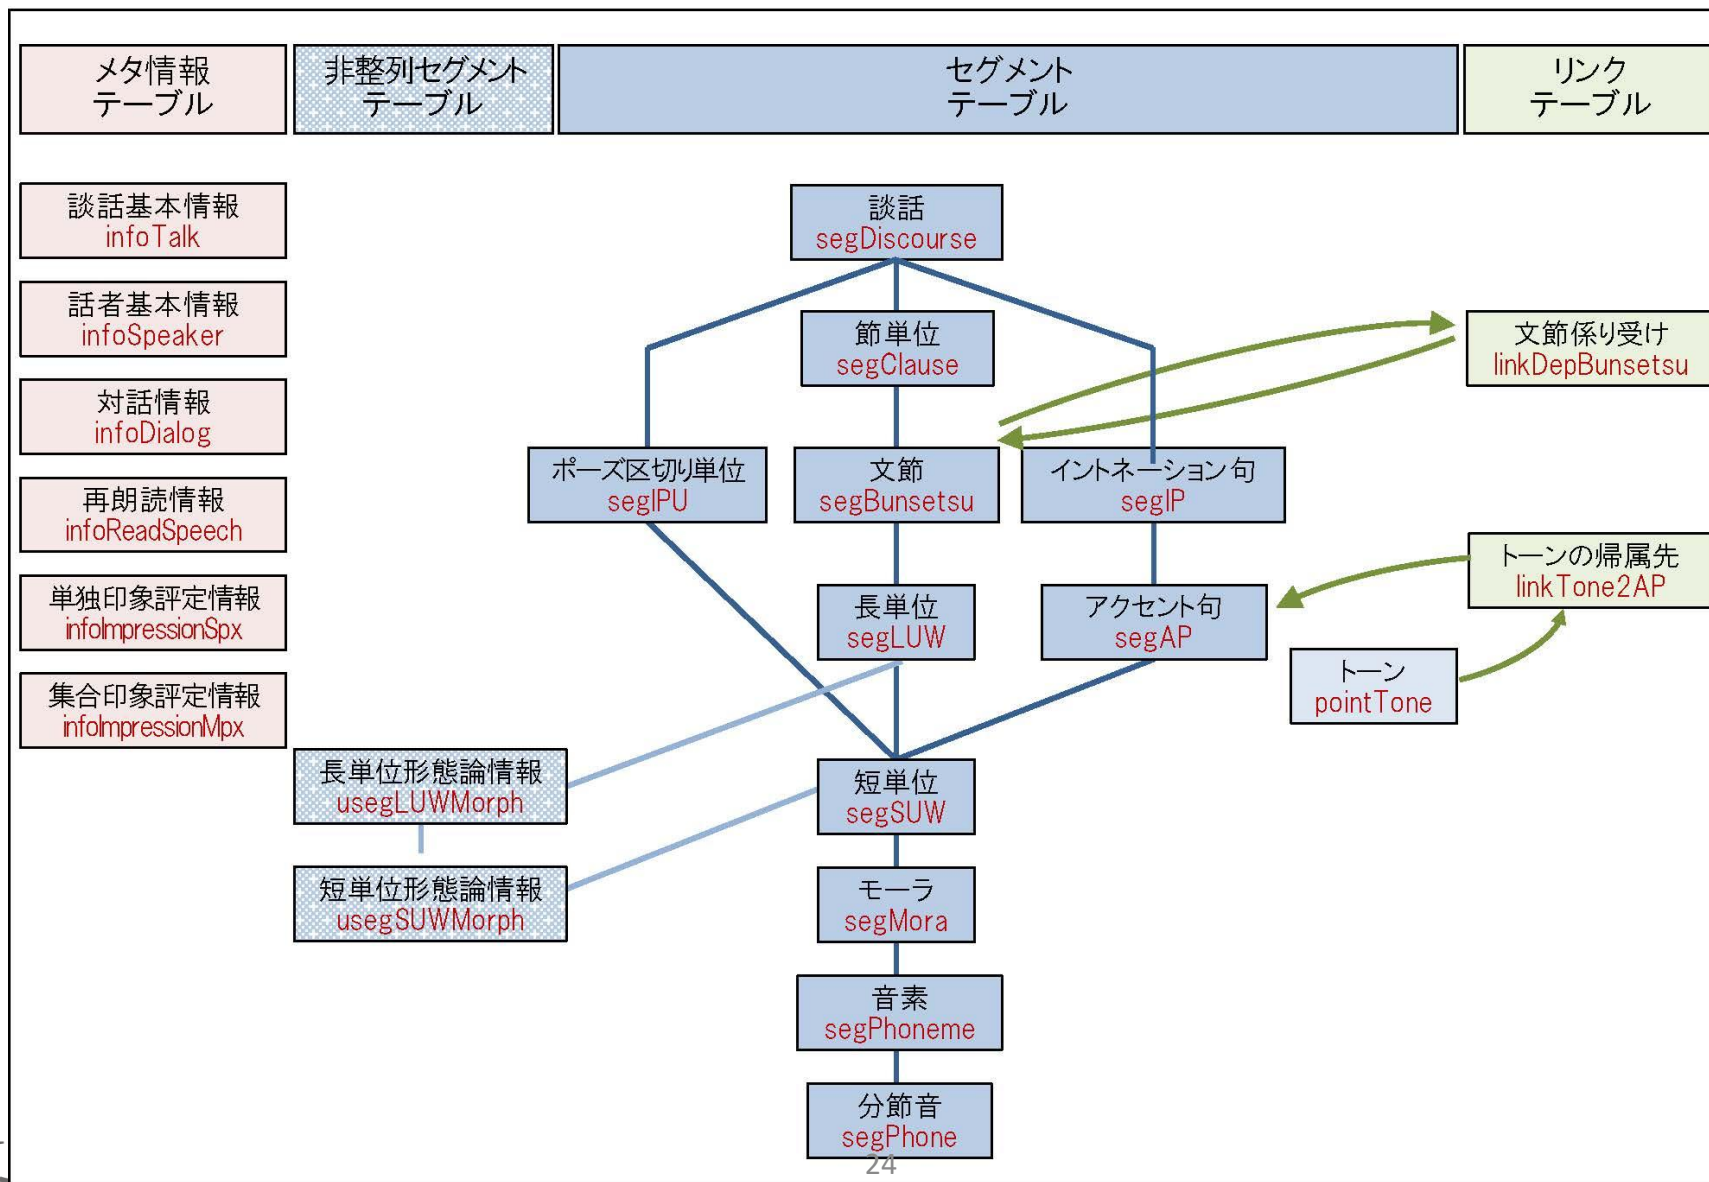 メタ情報
テーブル
非整列セグメント
テーブル
セグメント
テーブル
リンク
テーブル
談話基本情報
infoTalk
話者基本情報
infoSpeaker
対話情報
infoDialog
再朗読情報
infoReadSpeech
単独印象評定情報
infoImpressionSpx
集合印象評定情報
infoImpressionMpx
長単位形態論情報
usegLUWMorph
短単位形態論情報
usegSUWMorph
談話
segDiscourse
節単位
segClause
ポーズ区切り単位
segIPU
文節
segBunsetsu
イントネーション句
segIP
長単位
segLUW
アクセント句
segAP
短単位
segSUW
モーラ
segMora
音素
segPhoneme
分節音
segPhone
文節係り受け
linkDepBunsetsu
トーンの帰属先
linkTone2AP
トーン
pointTone
24